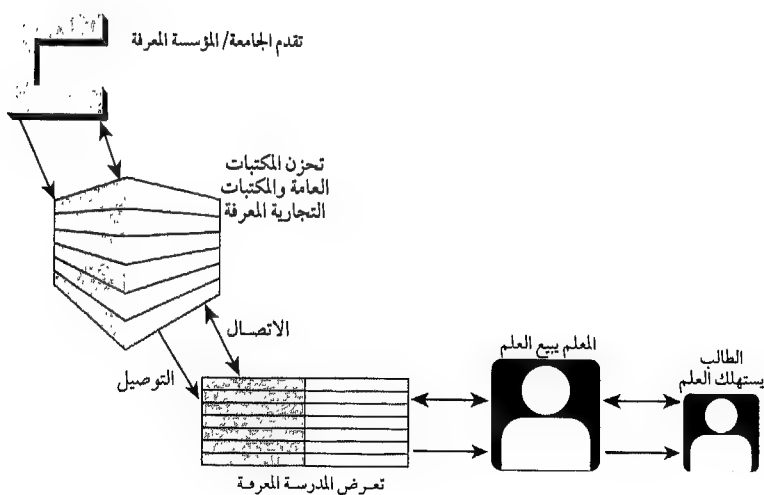 تقدم الجامعة/ المؤسسة المعرفة
تحزن المكتبات
العامة والمكتبات
التجارية المعرفة
الاتصال
التوصيل
المعلم يبيع العلم
الطالب
يستهلك العلم
تعرض المدرسة المعرفة